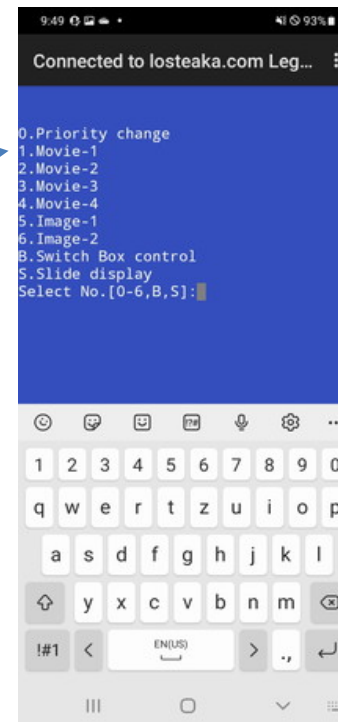 9:49
93%
Connected to losteaka.com Leg...
0.Priority change
1.Movie-1
2.Movie-2
3.Movie-3
4.Movie-4
5.Image-1
6.Image-2
B.Switch Box control
S.Slide display
Select No.[0-6,B,S]:
!?#
1 2 3 4 5 6 7 8 9 0
q w e r t z u i o p
a s d f g h j k l
y x c v b n m
!#1 < EN(US) > .,